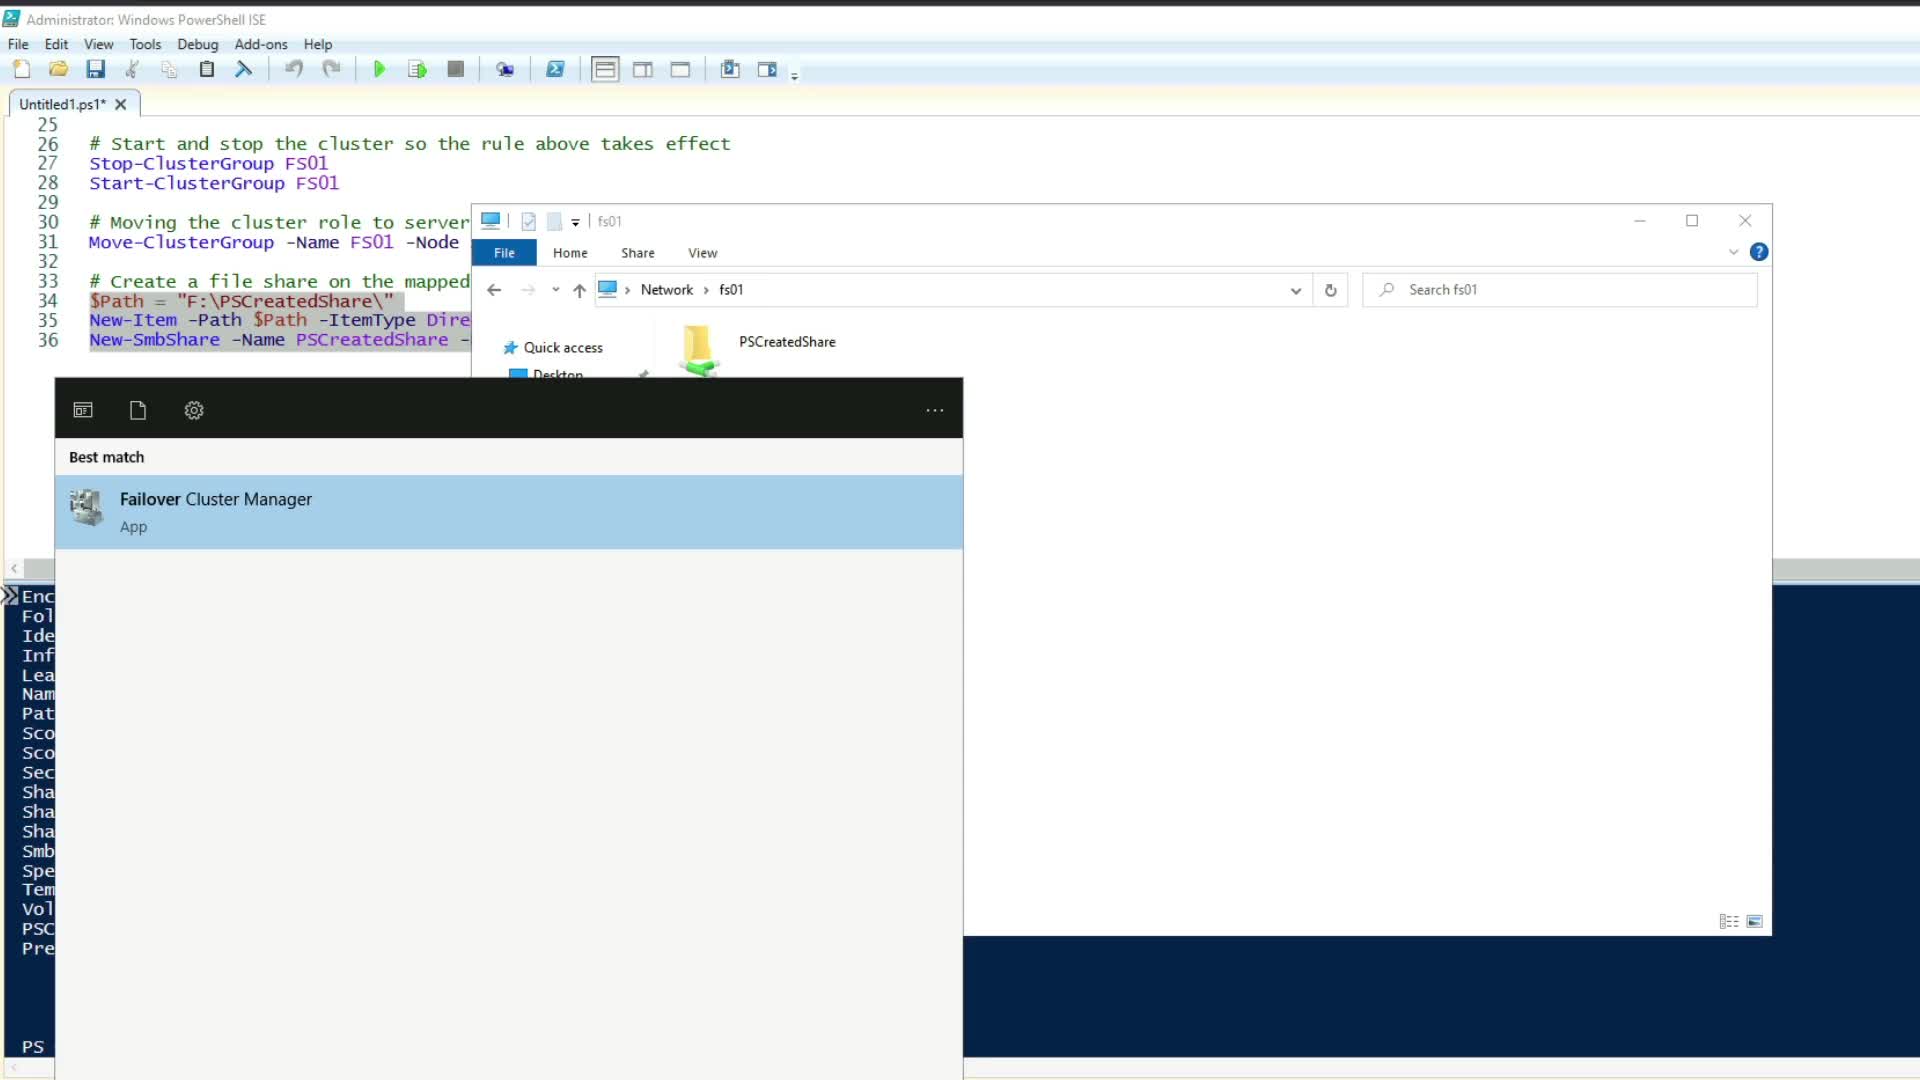 Administrator: Windows PowerShell ISE
File Edit View Tools Debug Add-ons Help
Untitled1.ps1* X
25
26 # Start and stop the cluster so the rule above takes effect
27 Stop-ClusterGroup FS01
28 Start-ClusterGroup FS01
29
30 # Moving the cluster role to server
31 Move-ClusterGroup -Name FS01 -Node
32
33 # Create a file share on the mapped
34 $Path = "F:\PSCreatedShare\"
35 New-Item -Path $Path -ItemType Dire
36 New-SmbShare -Name PSCreatedShare -
fs01
File Home Share View
Network > fs01
Search fs01
Quick access
Desktop
PSCreatedShare
Best match
Failover Cluster Manager
App
Enc
Fol
Ide
Inf
Lea
Nam
Pat
Sco
Sco
Sec
Sha
Sha
Sha
Smb
Spe
Tem
Vol
PSC
Pre
PS